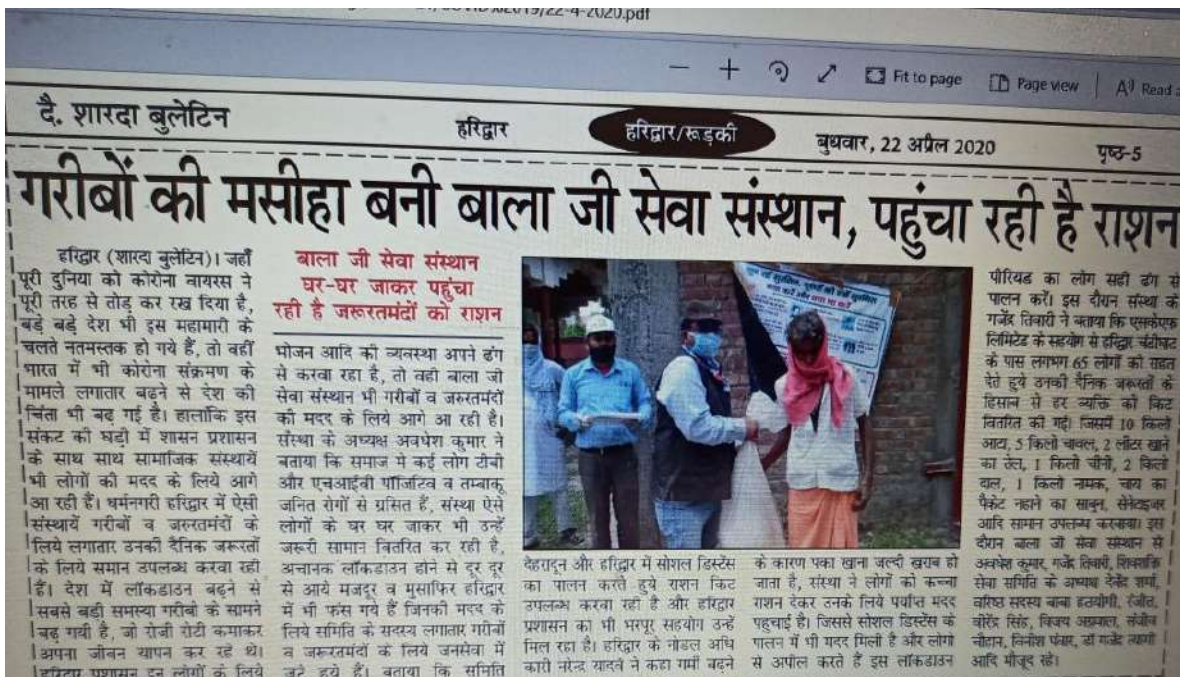 22-4-2020.pdf
Fit to page
Page view
Read
दै. शारदा बुलेटिन
हरिद्वार
हरिद्वार/रूड़की
बुधवार, 22 अप्रैल 2020
पृष्ठ-5
गरीबों की मसीहा बनी बाला जी सेवा संस्थान, पहुंचा रही है राशन
हरिद्वार (शारदा बुलेटिन)। जहाँ
पूरी दुनिया को कोरोना वायरस ने
पूरी तरह से तोड़ कर रख दिया है,
बड़े बड़े देश भी इस महामारी के
चलते नतमस्तक हो गये हैं, तो वहीं
भारत में भी कोरोना संक्रमण के
मामले लगातार बढ़ने से देश की
चिंता भी बढ़ गई है। हालांकि इस
संकट की घड़ी में शासन प्रशासन
के साथ साथ सामाजिक संस्थायें
भी लोगों की मदद के लिये आगे
आ रही हैं। धर्मनगरी हरिद्वार में ऐसी
संस्थायें गरीबों व जरुरतमंदों के
लिये लगातार उनकी दैनिक जरूरतों
के लिये समान उपलब्ध करवा रही
हैं। देश में लॉकडाउन बढ़ने से
सबसे बड़ी समस्या गरीबों के सामने
बढ़ गयी है, जो रोजी रोटी कमाकर
अपना जीवन यापन कर रहे थे।
हरिद्वार प्रशासन इन लोगों के लिये
बाला जी सेवा संस्थान
घर-घर जाकर पहुंचा
रही है जरूरतमंदों को राशन
भोजन आदि की व्यवस्था अपने ढंग
से करवा रहा है, तो वही बाला जी
सेवा संस्थान भी गरीबों व जरुरतमंदों
की मदद के लिये आगे आ रही है।
संस्था के अध्यक्ष अवधेश कुमार ने
बताया कि समाज मे कई लोग टीबी
और एचआईवी पॉजिटिव व तम्बाकू
जनित रोगों से ग्रसित हैं, संस्था ऐसे
लोगों के घर घर जाकर भी उन्हें
जरूरी सामान वितरित कर रही है,
अचानक लॉकडाउन होने से दूर दूर
से आये मजदूर व मुसाफिर हरिद्वार
में भी फंस गये हैं जिनकी मदद के
लिये समिति के सदस्य लगातार गरीबों
व जरूरतमंदों के लिये जनसेवा में
जुटे हुये हैं। बताया कि समिति
देहरादून और हरिद्वार में सोशल डिस्टेंस
का पालन करते हुये राशन किट
उपलब्ध करवा रही है और हरिद्वार
प्रशासन का भी भरपूर सहयोग उन्हें
मिल रहा है। हरिद्वार के नोडल अधि
कारी नरेन्द्र यादव ने कहा गर्मी बढ़ने
के कारण पका खाना जल्दी खराब हो
जाता है, संस्था ने लोगों को कच्चा
राशन देकर उनके लिये पर्याप्त मदद
पहुचाई है। जिससे सोशल डिस्टेंस के
पालन में भी मदद मिली है और लोगों
से अपील करते हैं इस लॉकडाउन
पीरियड का लोग सही ढंग से
पालन करें। इस दौरान संस्था के
गजेंद्र तिवारी ने बताया कि एसकेएफ
लिमिटेड के सहयोग से हरिद्वार चंडीघाट
के पास लगभग 65 लोगों को राहत
देते हुये उनकी दैनिक जरूरतों के
हिसाब से हर व्यक्ति को किट
वितरित की गई। जिसमें 10 किलो
आटा, 5 किलो चावल, 2 लीटर खाने
का तेल, 1 किलो चीनी, 2 किलो
दाल, 1 किलो नमक, चाय का
पैकेट नहाने का साबुन, सेनेटाइजर
आदि सामान उपलब्ध करवाया। इस
दौरान बाला जी सेवा संस्थान से
अवधेश कुमार, गजेंद्र तिवारी, शिवशक्ति
सेवा समिति के अध्यक्ष देवेंद्र शर्मा,
वरिष्ठ सदस्य बाबा हठयोगी, रंजीत,
वीरेंद्र सिंह, विजय अग्रवाल, संजीव
चौहान, विनीश पंवार, डॉ गजेंद्र त्यागी
आदि मौजूद रहे।